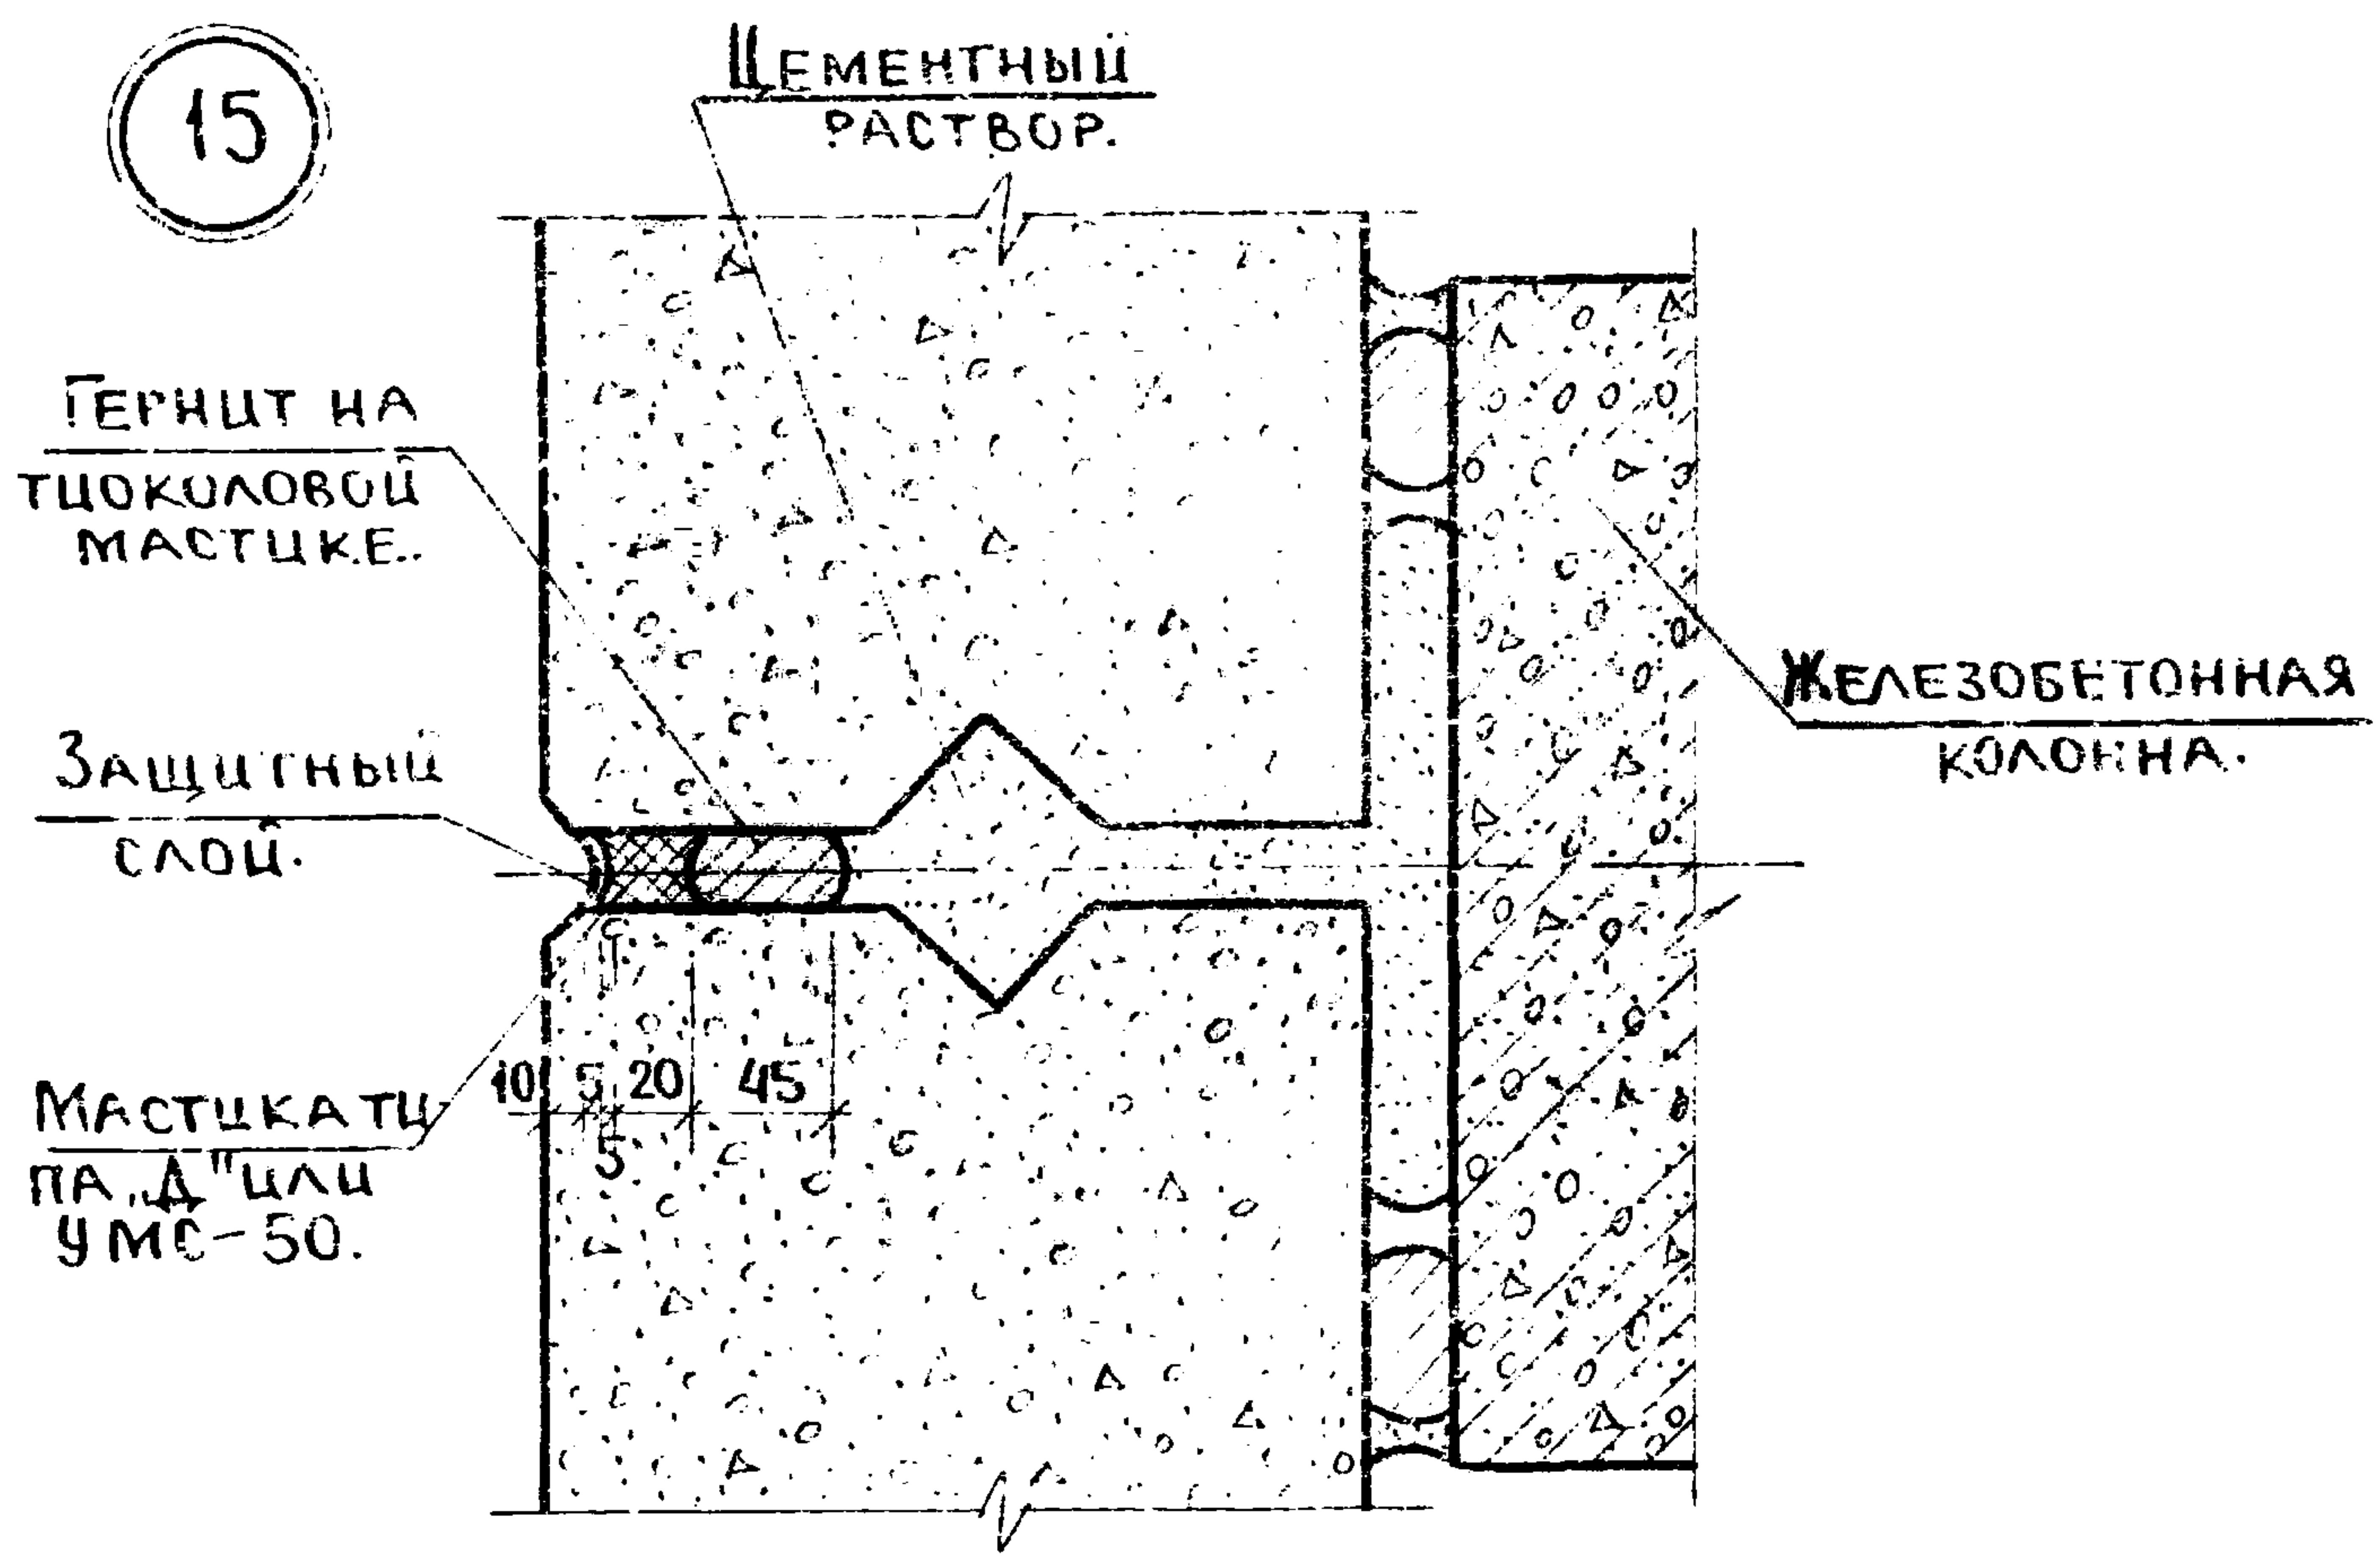 15
Цементный
раствор.
Гернит на
тиоколовой
мастике.
Защитный
слой.
Железобетонная
колонна.
10 5 20 45
5
Мастика ти-
па „Д" или
УМС-50.